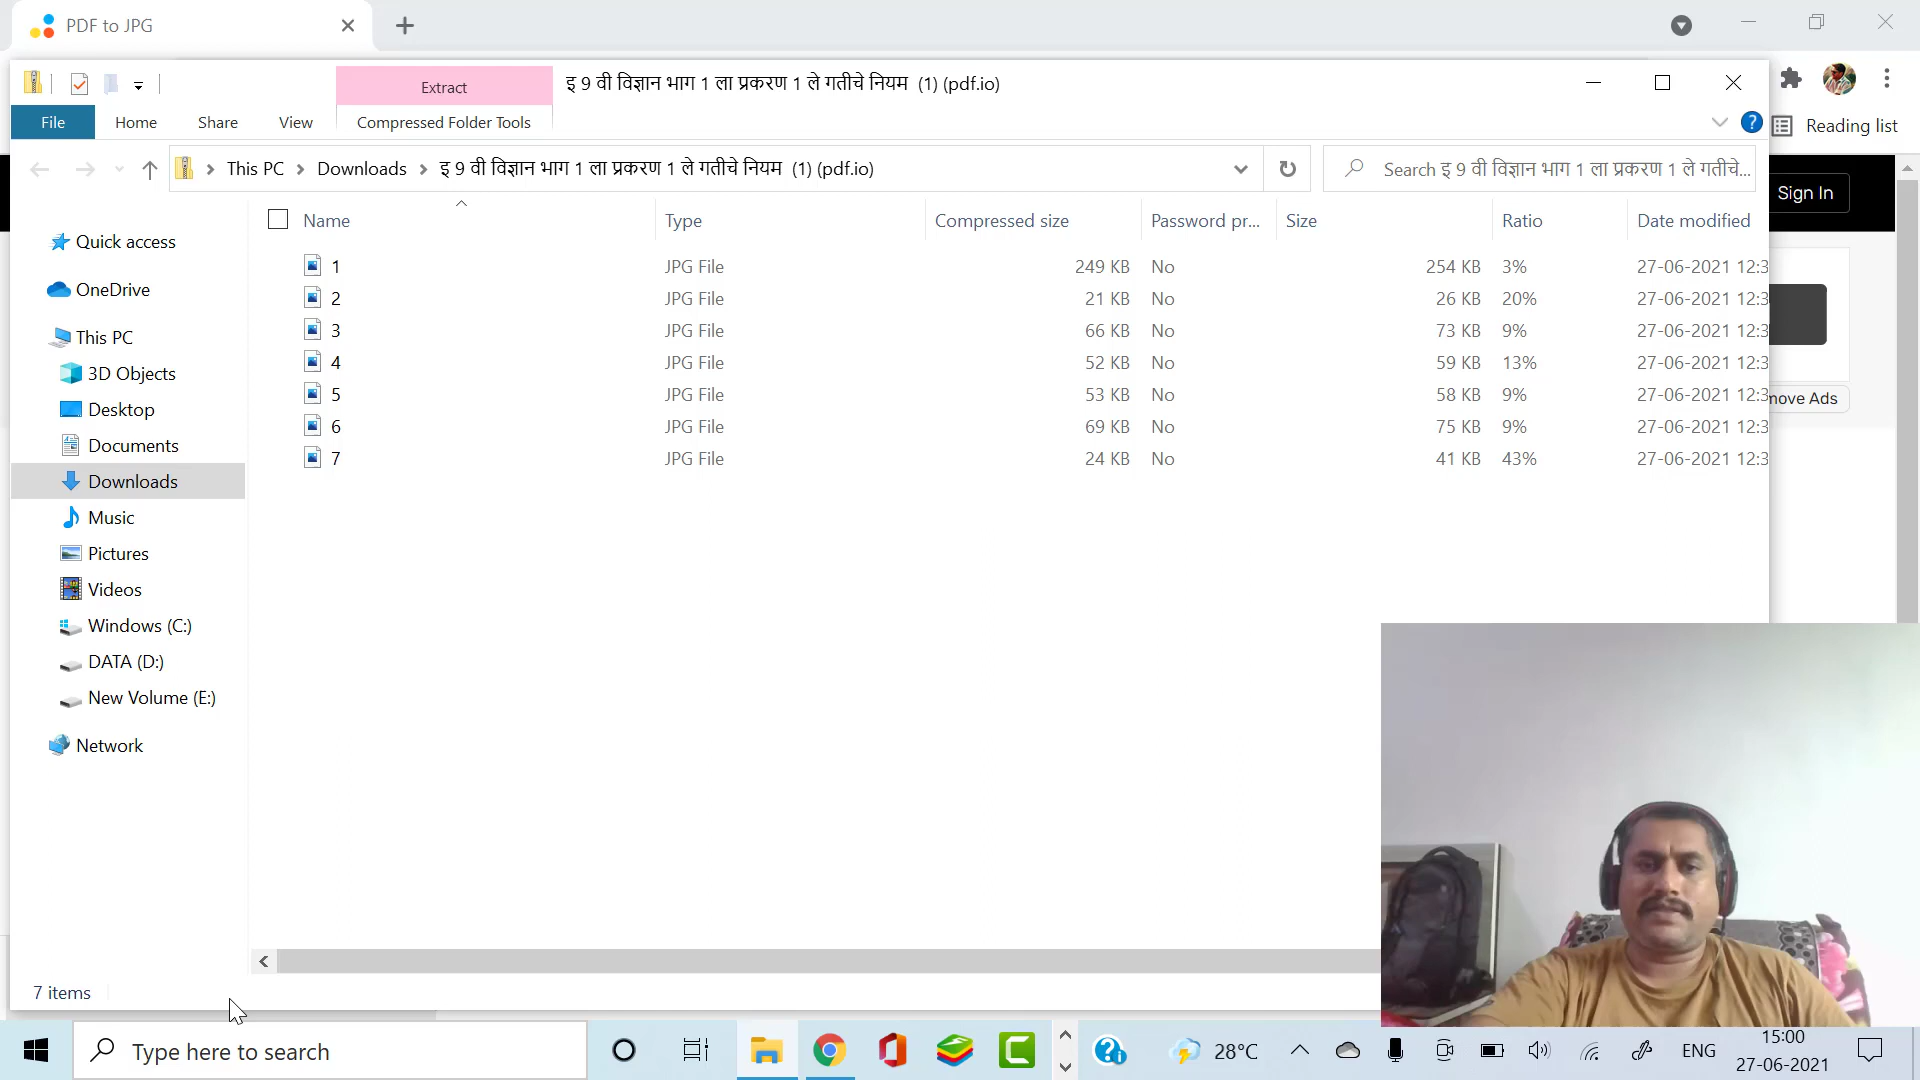 PDF to JPG
Extract
इ 9 वी विज्ञान भाग 1 ला प्रकरण 1 ले गतीचे नियम (1) (pdf.io)
File Home Share View Compressed Folder Tools
Reading list
This PC Downloads इ 9 वी विज्ञान भाग 1 ला प्रकरण 1 ले गतीचे नियम (1) (pdf.io)
Search इ 9 वी विज्ञान भाग 1 ला प्रकरण 1 ले गतीचे...
Sign In
Name Type Compressed size Password pr... Size Ratio Date modified
1 JPG File 249 KB No 254 KB 3% 27-06-2021 12:3
2 JPG File 21 KB No 26 KB 20% 27-06-2021 12:3
3 JPG File 66 KB No 73 KB 9% 27-06-2021 12:3
4 JPG File 52 KB No 59 KB 13% 27-06-2021 12:3
5 JPG File 53 KB No 58 KB 9% 27-06-2021 12:3
6 JPG File 69 KB No 75 KB 9% 27-06-2021 12:3
7 JPG File 24 KB No 41 KB 43% 27-06-2021 12:3
move Ads
Quick access
OneDrive
This PC
3D Objects
Desktop
Documents
Downloads
Music
Pictures
Videos
Windows (C:)
DATA (D:)
New Volume (E:)
Network
7 items
Type here to search
28°C
ENG
15:00
27-06-2021